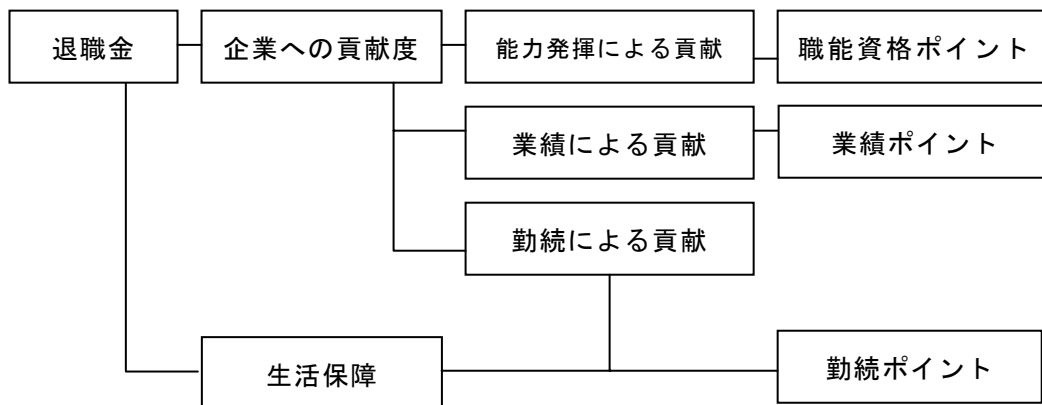 退職金
企業への貢献度
能力発揮による貢献
職能資格ポイント
業績による貢献
業績ポイント
勤続による貢献
生活保障
勤続ポイント